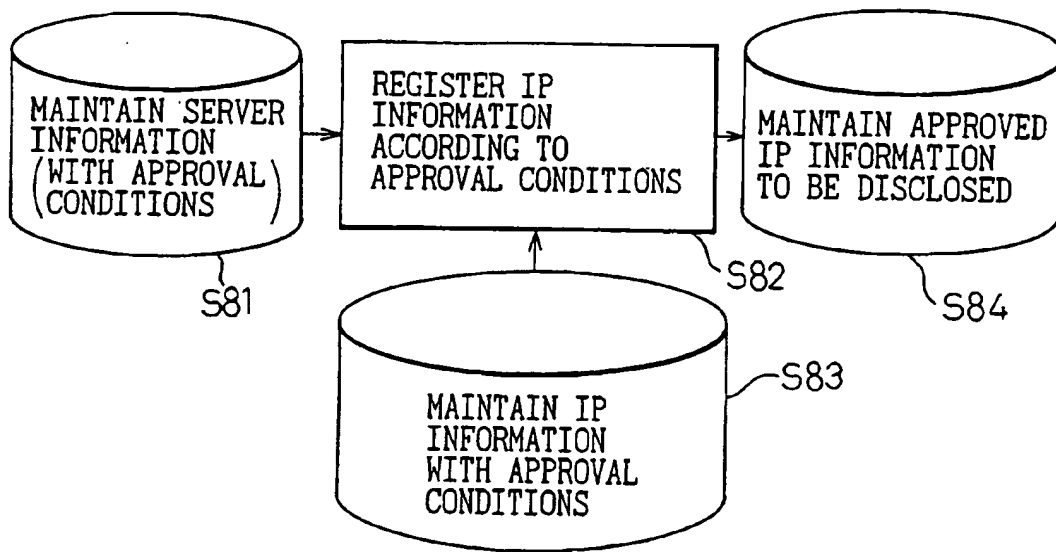 MAINTAIN SERVER
INFORMATION
(WITH APPROVAL
CONDITIONS)
S81
REGISTER IP
INFORMATION
ACCORDING TO
APPROVAL CONDITIONS
S82
MAINTAIN APPROVED
IP INFORMATION
TO BE DISCLOSED
S84
MAINTAIN IP
INFORMATION
WITH APPROVAL
CONDITIONS
S83